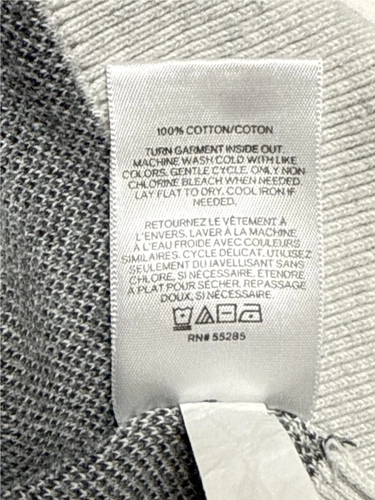 100% COTTON/COTON
TURN GARMENT INSIDE OUT.
MACHINE WASH COLD WITH LIKE
COLORS. GENTLE CYCLE. ONLY NON-
CHLORINE BLEACH WHEN NEEDED.
LAY FLAT TO DRY. COOL IRON IF
NEEDED.
RETOURNEZ LE VÊTEMENT À
L'ENVERS. LAVER À LA MACHINE
À L'EAU FROIDE AVEC COULEURS
SIMILAIRES. CYCLE DÉLICAT. UTILISEZ
SEULEMENT DU JAVELLISANT SANS
CHLORE, SI NÉCESSAIRE. ÉTENDRE
À PLAT POUR SÉCHER. REPASSAGE
DOUX, SI NÉCESSAIRE.
RN# 55285